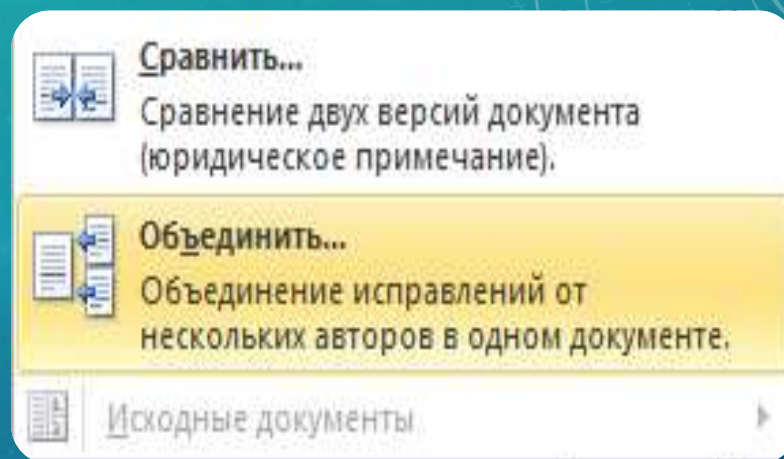 Сравнить...
Сравнение двух версий документа
(юридическое примечание).
Объединить...
Объединение исправлений от
нескольких авторов в одном документе.
Исходные документы